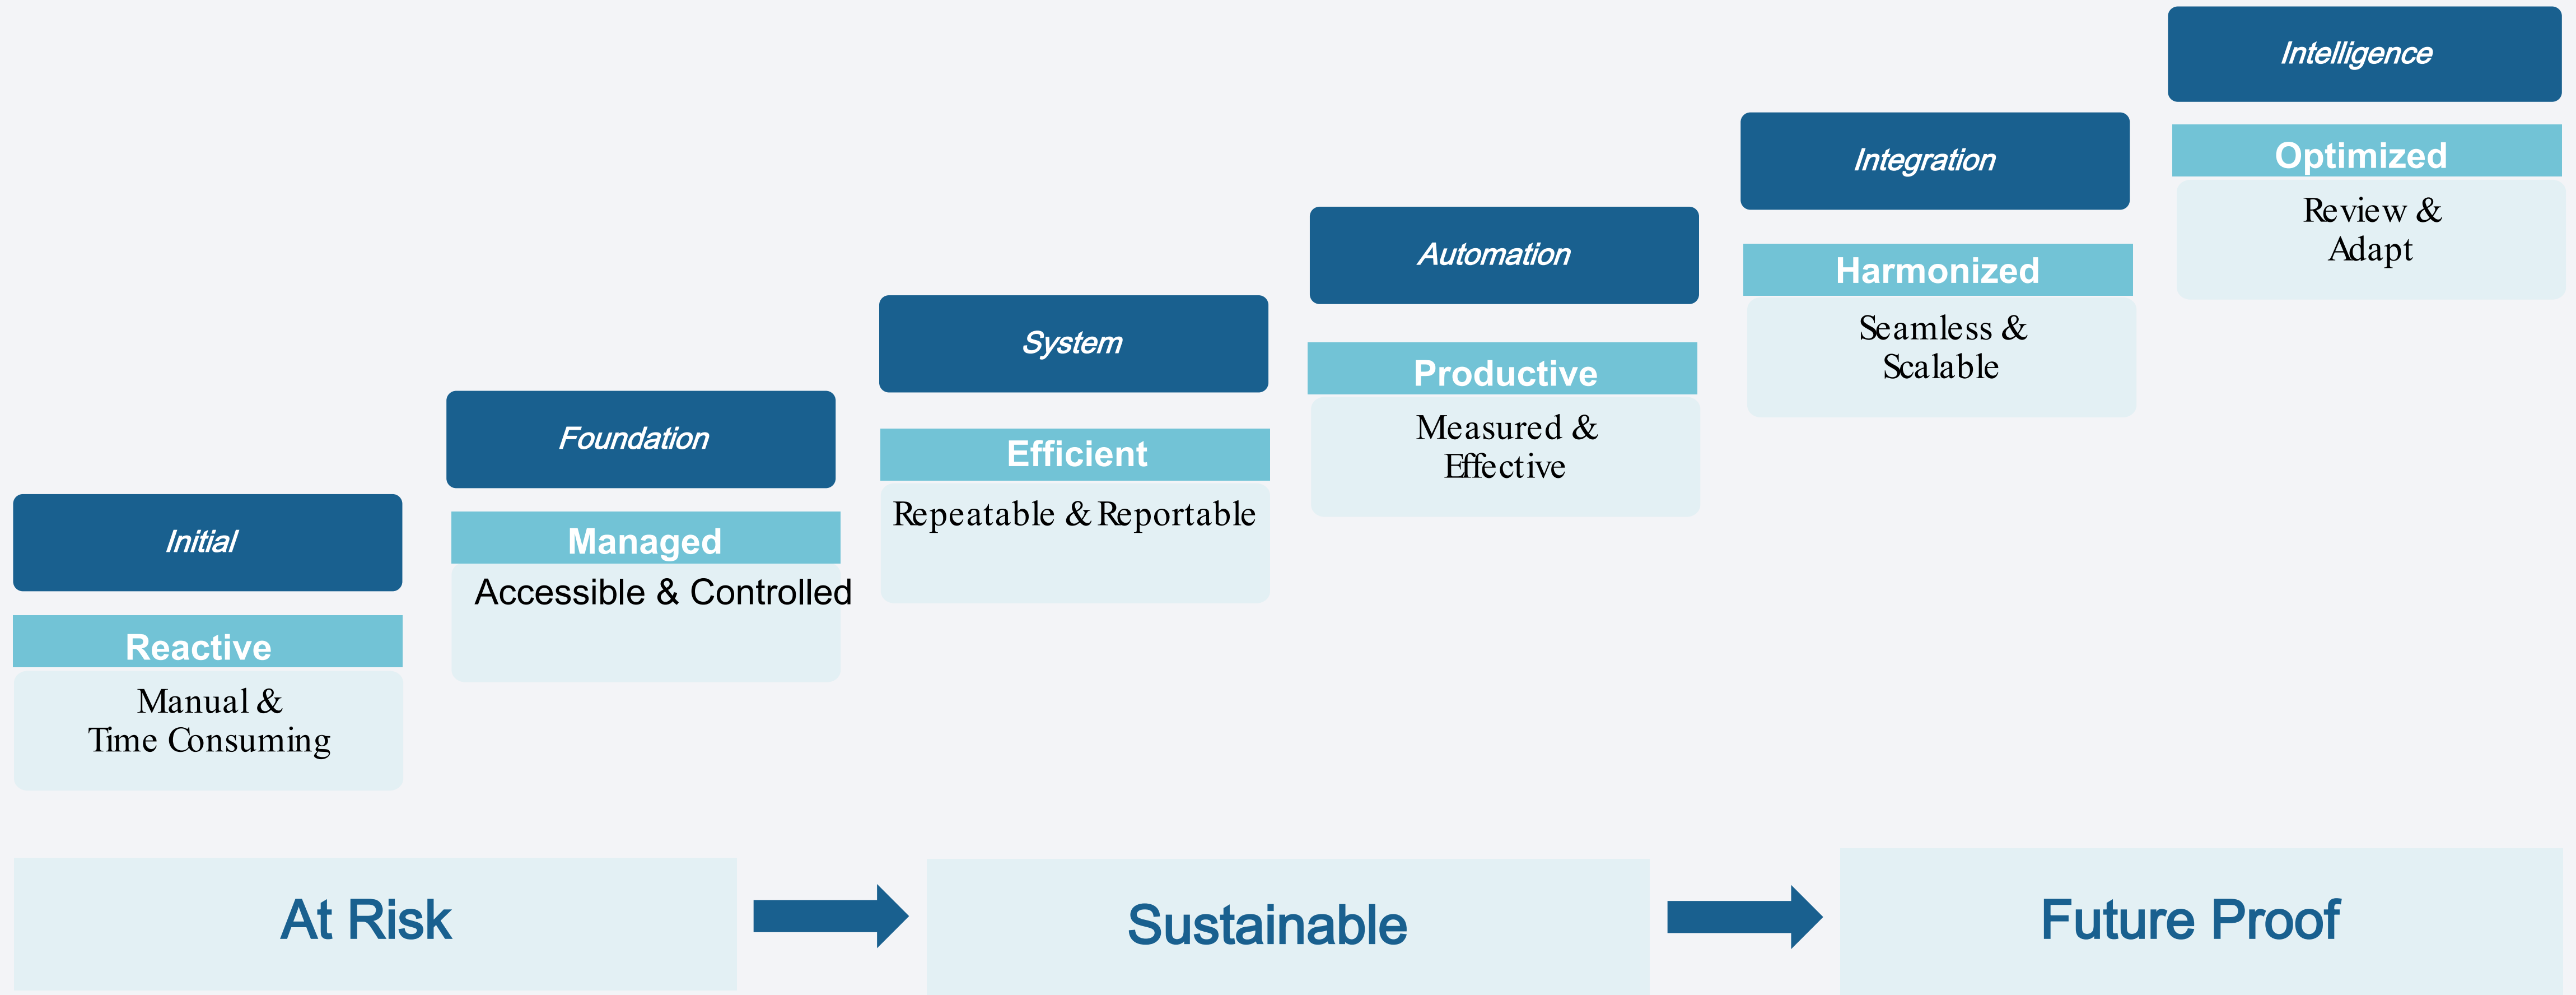 Initial
Reactive
Manual &
Time Consuming
Foundation
Managed
Accessible & Controlled
System
Efficient
Repeatable & Reportable
Automation
Productive
Measured &
Effective
Integration
Harmonized
Seamless &
Scalable
Intelligence
Optimized
Review &
Adapt
At Risk
Sustainable
Future Proof